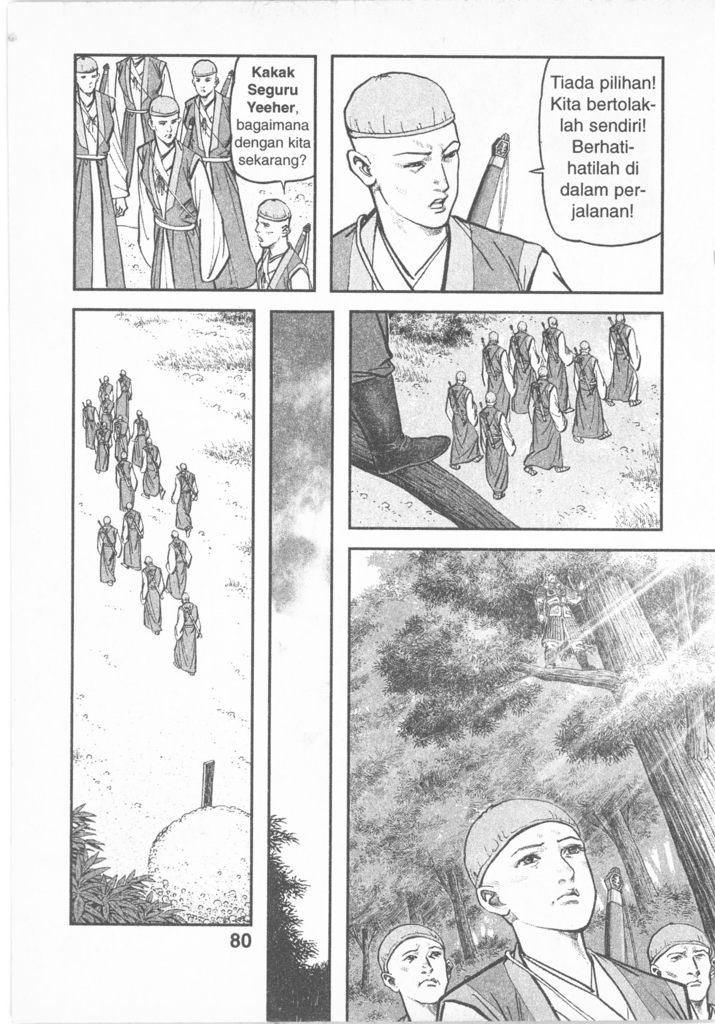 Kakak
Seguru
Yeeher,
bagaimana
dengan kita
sekarang?
Tiada pilihan!
Kita bertolak-
lah sendiri!
Berhati-
hatilah di
dalam per-
jalanan!
80